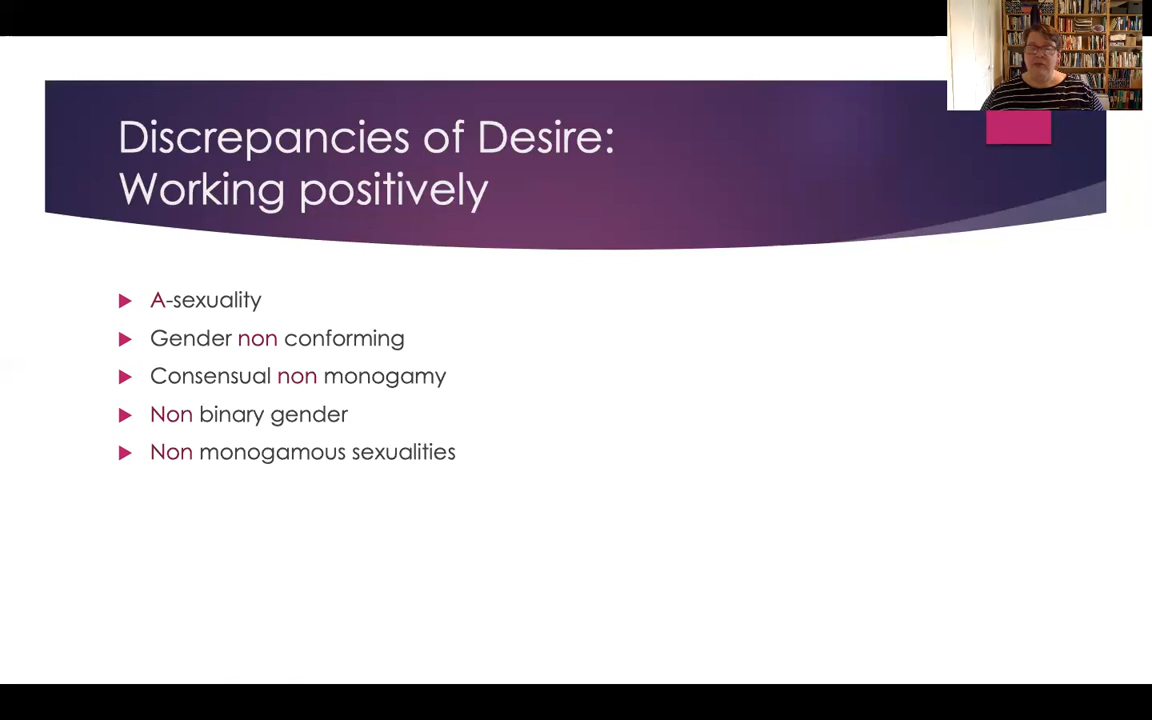 Discrepancies of Desire:
Working positively
A-sexuality
Gender non conforming
Consensual non monogamy
Non binary gender
Non monogamous sexualities